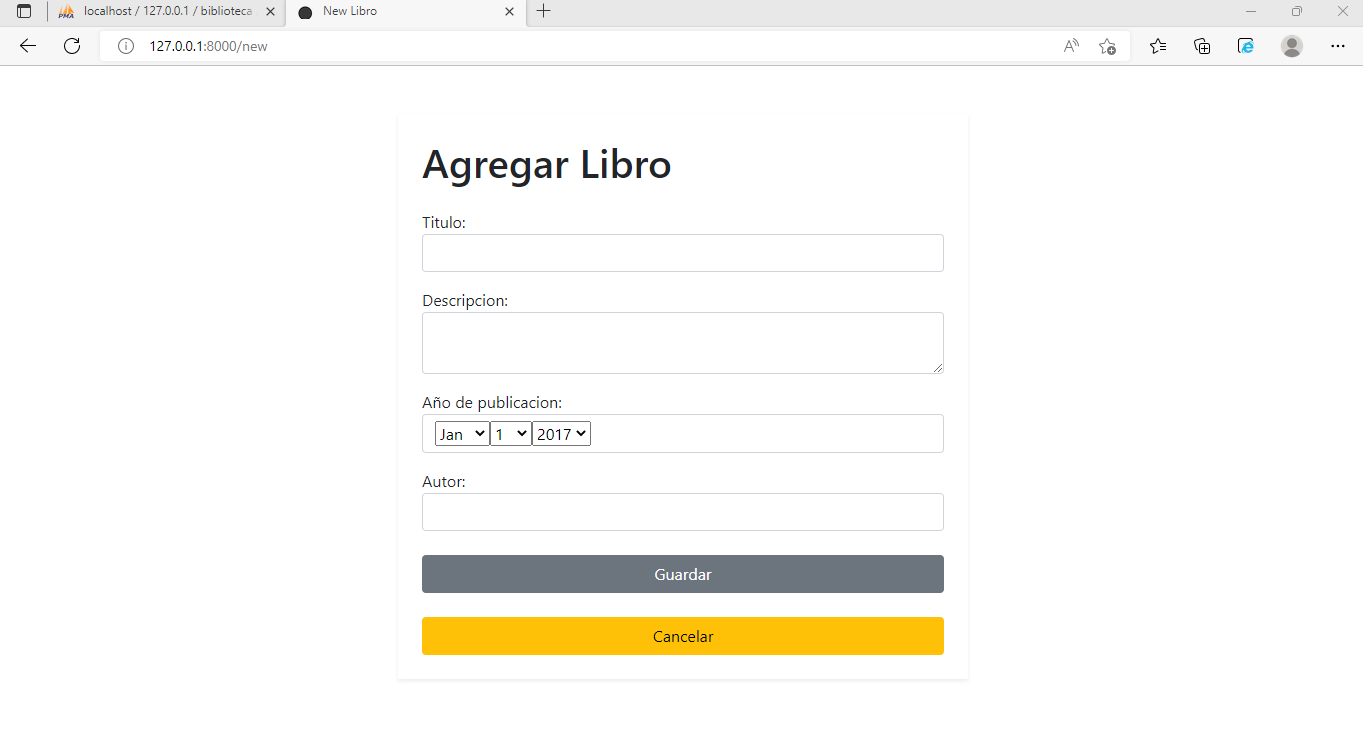 PMA localhost / 127.0.0.1 / biblioteca
New Libro
127.0.0.1:8000/new
Agregar Libro
Titulo:
Descripcion:
Año de publicacion:
Jan 1 2017
Autor:
Guardar
Cancelar